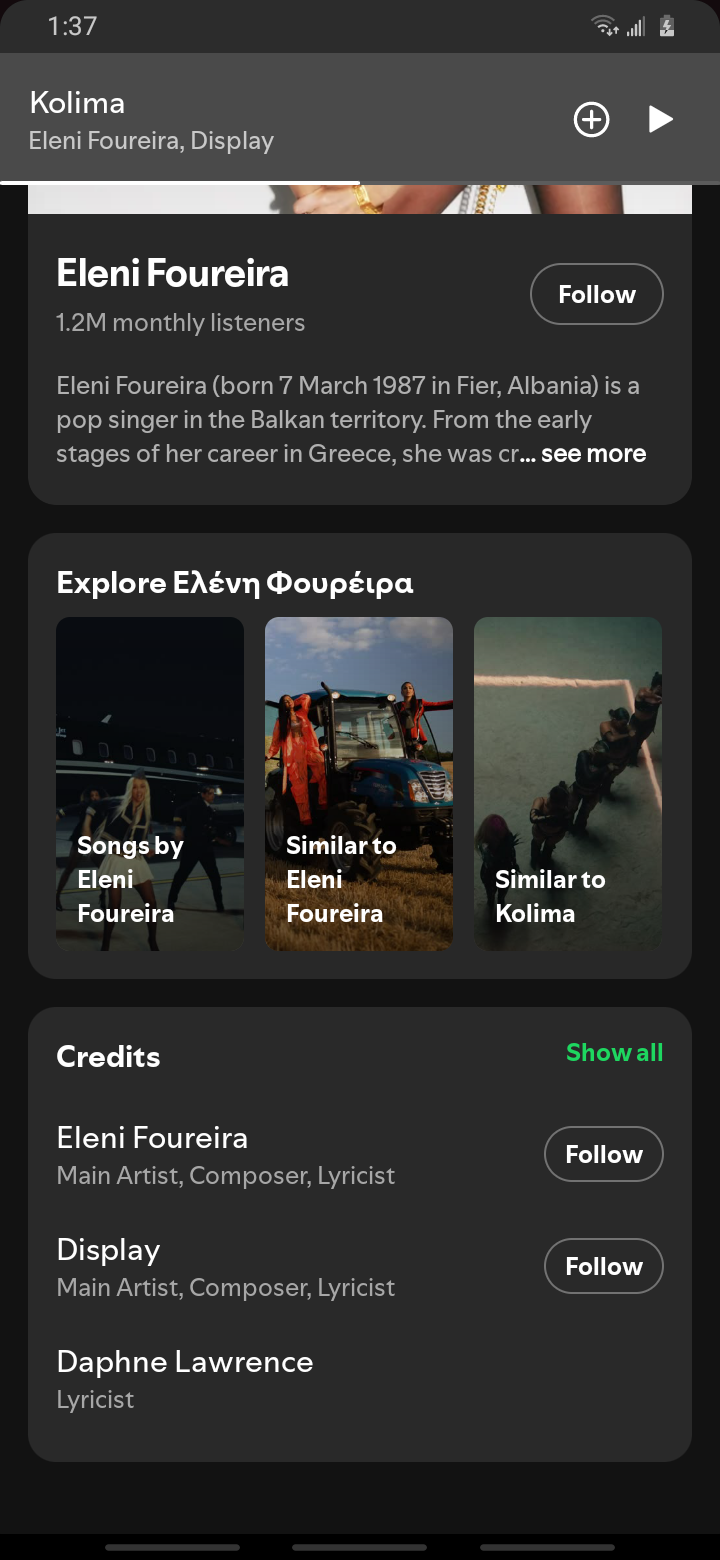 1:37
Kolima
Eleni Foureira, Display
Eleni Foureira
Follow
1.2M monthly listeners
Eleni Foureira (born 7 March 1987 in Fier, Albania) is a
pop singer in the Balkan territory. From the early
stages of her career in Greece, she was cr... see more
Explore Ελένη Φουρέιρα
Songs by
Eleni
Foureira
Similar to
Eleni
Foureira
Similar to
Kolima
Credits
Show all
Eleni Foureira
Main Artist, Composer, Lyricist
Follow
Display
Main Artist, Composer, Lyricist
Follow
Daphne Lawrence
Lyricist